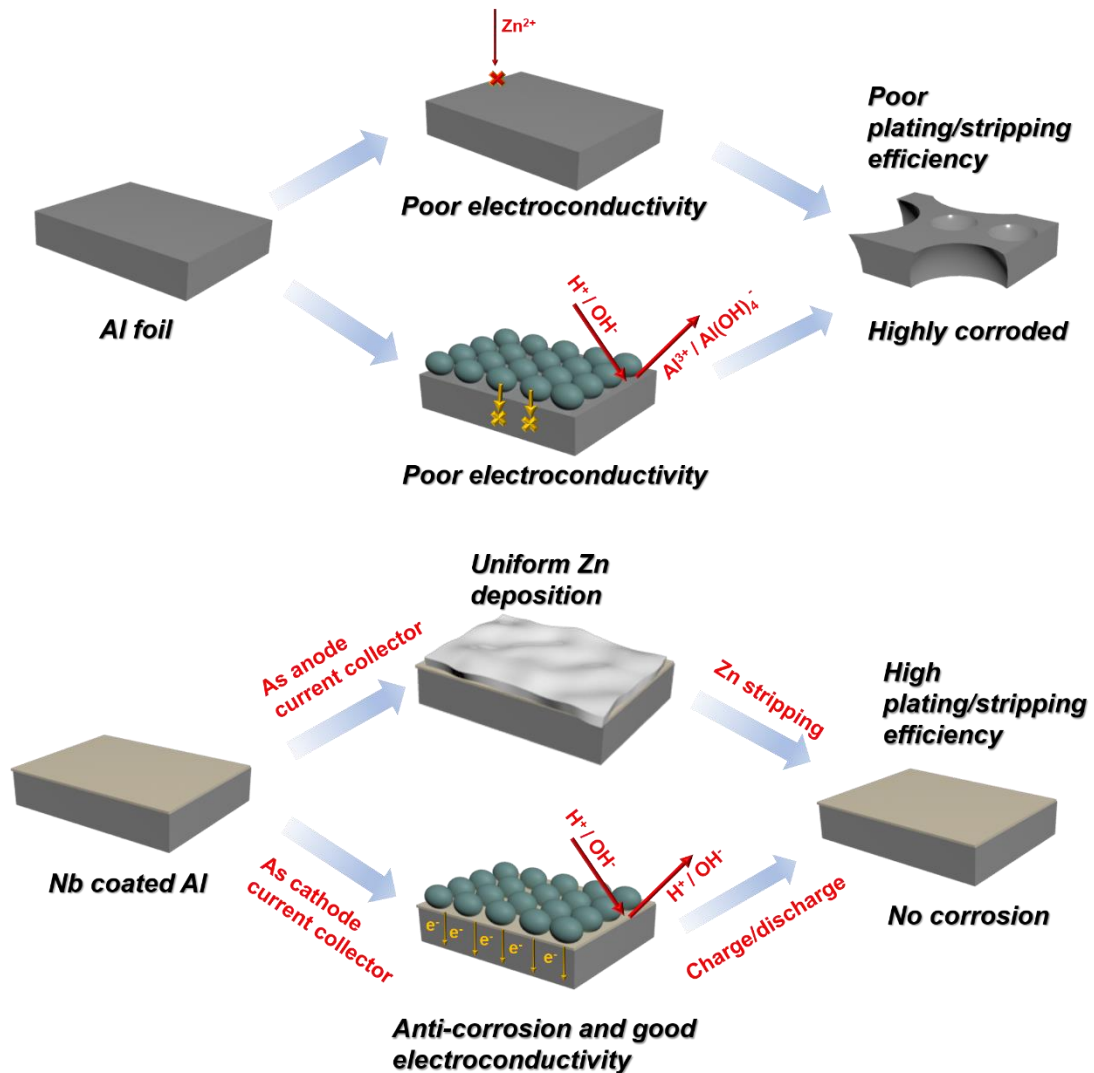 Zn²⁺
Poor
plating/stripping
efficiency
Poor electroconductivity
Al foil
H⁺ / OH⁻
Al³⁺ / Al(OH)₄⁻
Highly corroded
Poor electroconductivity
Uniform Zn
deposition
As anode
current collector
Zn stripping
High
plating/stripping
efficiency
Nb coated Al
As cathode
current collector
H⁺ / OH⁻
H⁺ / OH⁻
e⁻ e⁻ e⁻ e⁻ e⁻ e⁻
Charge/discharge
No corrosion
Anti-corrosion and good
electroconductivity